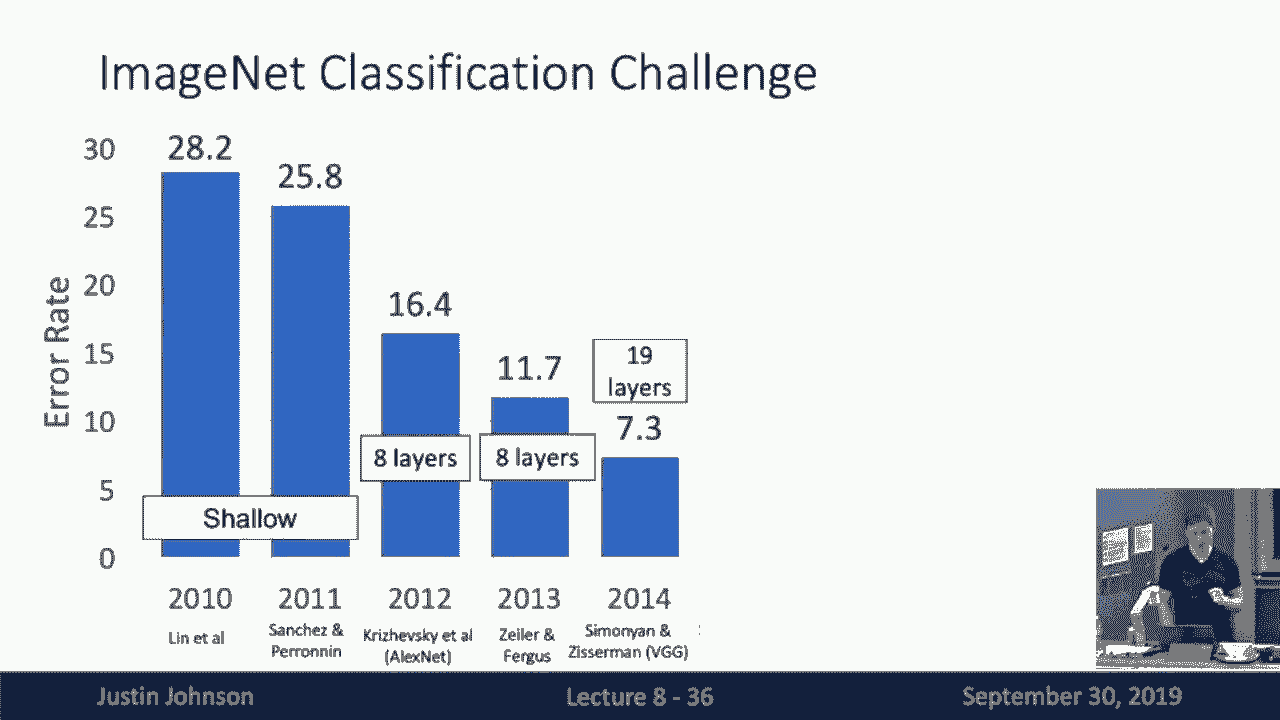 ImageNet Classification Challenge
Error Rate
30
25
20
15
10
5
0
28.2
25.8
16.4
11.7
7.3
Shallow
8 layers
8 layers
19
layers
2010
2011
2012
2013
2014
Lin et al
Sanchez &
Perronnin
Krizhevsky et al
(AlexNet)
Zeiler &
Fergus
Simonyan &
Zisserman (VGG)
Justin Johnson
Lecture 8 - 36
September 30, 2019